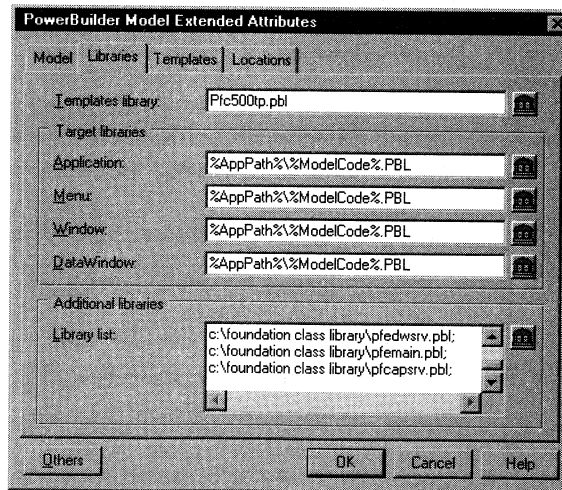 PowerBuilder Model Extended Attributes
Model Libraries Templates Locations
Templates library: Pfc500tp.pbl
Target libraries
Application: %AppPath%\%ModelCode%.PBL
Menu: %AppPath%\%ModelCode%.PBL
Window: %AppPath%\%ModelCode%.PBL
DataWindow: %AppPath%\%ModelCode%.PBL
Additional libraries
Library list: c:\foundation class library\pfedwsrv.pbl;
c:\foundation class library\pfemain.pbl;
c:\foundation class library\pfcapsrv.pbl;
Others OK Cancel Help